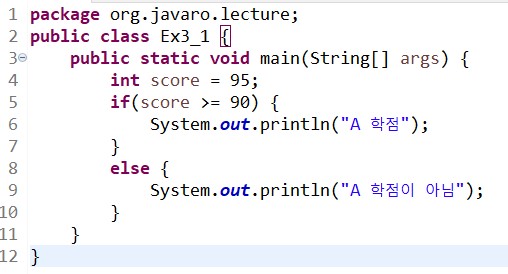 1 package org.javaro.lecture;
2 public class Ex3_1 {
3 public static void main(String[] args) {
4 int score = 95;
5 if(score >= 90) {
6 System.out.println("A 학점");
7 }
8 else {
9 System.out.println("A 학점이 아님");
10 }
11 }
12 }